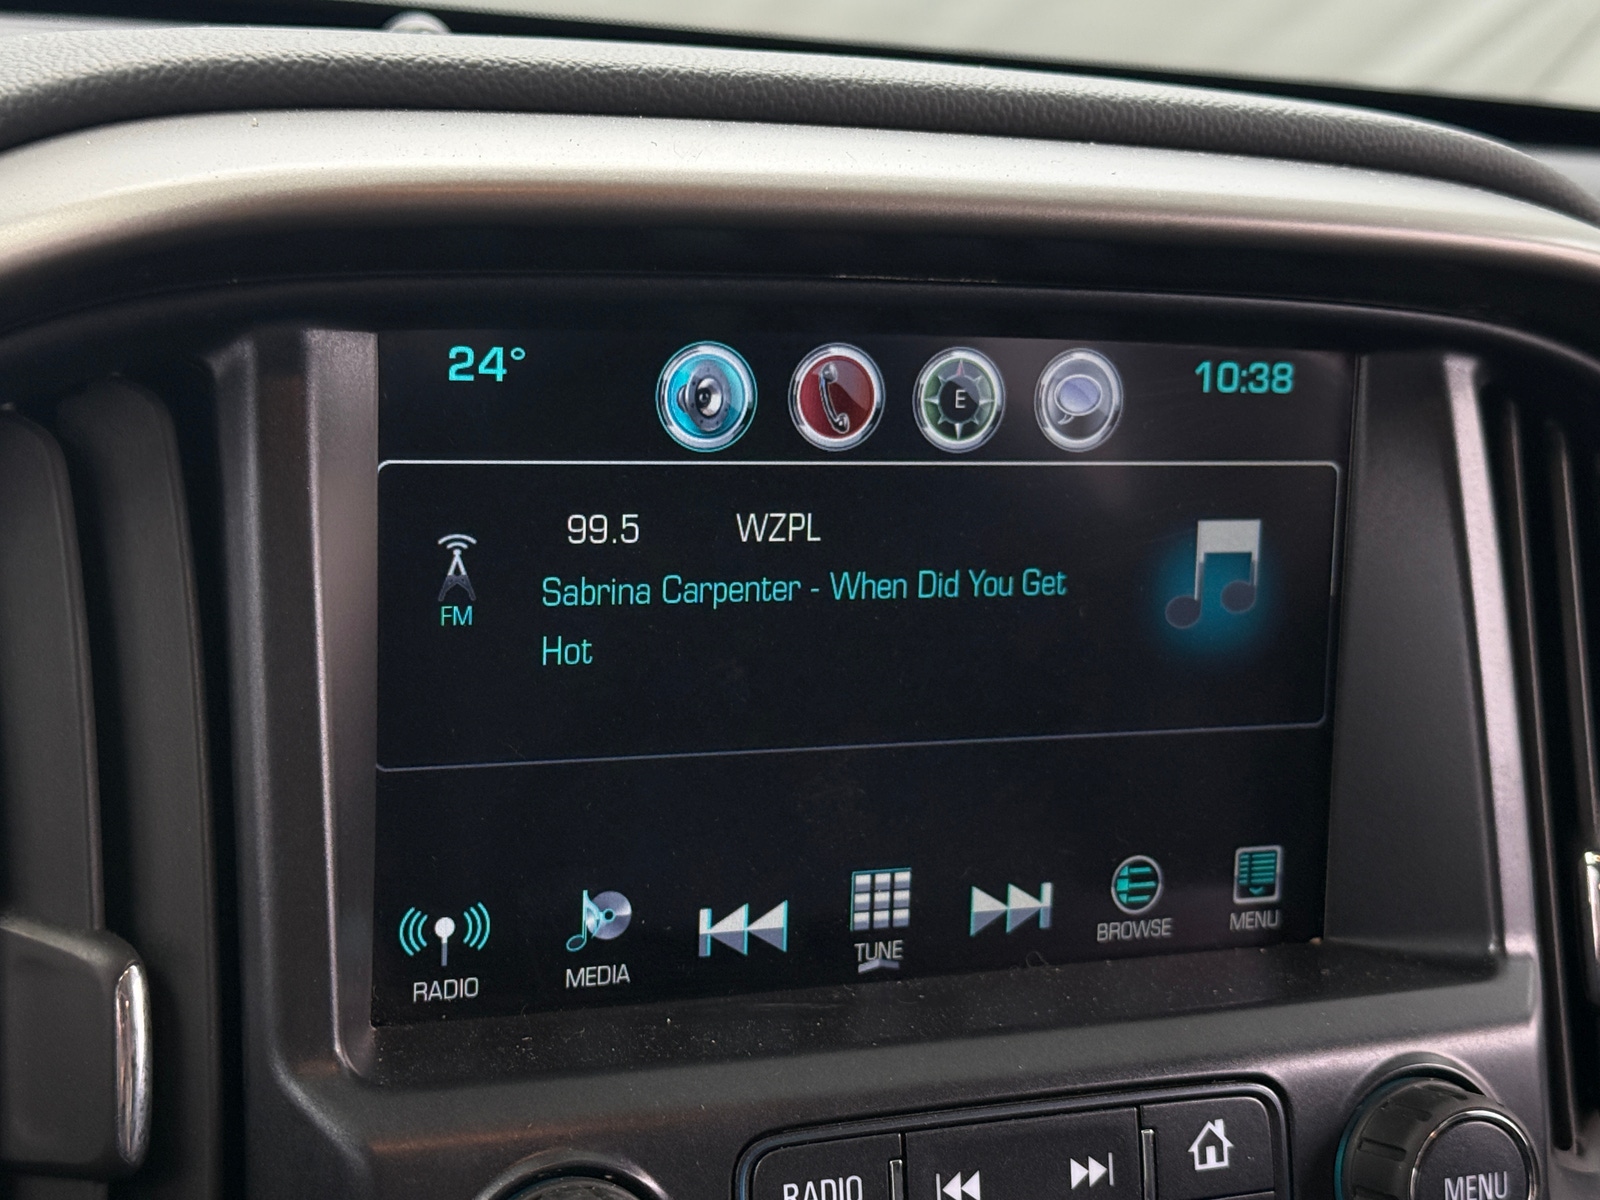 24° E 10:38
99.5 WZPL
FM
Sabrina Carpenter - When Did You Get
Hot
RADIO MEDIA TUNE BROWSE MENU
RADIO MENU